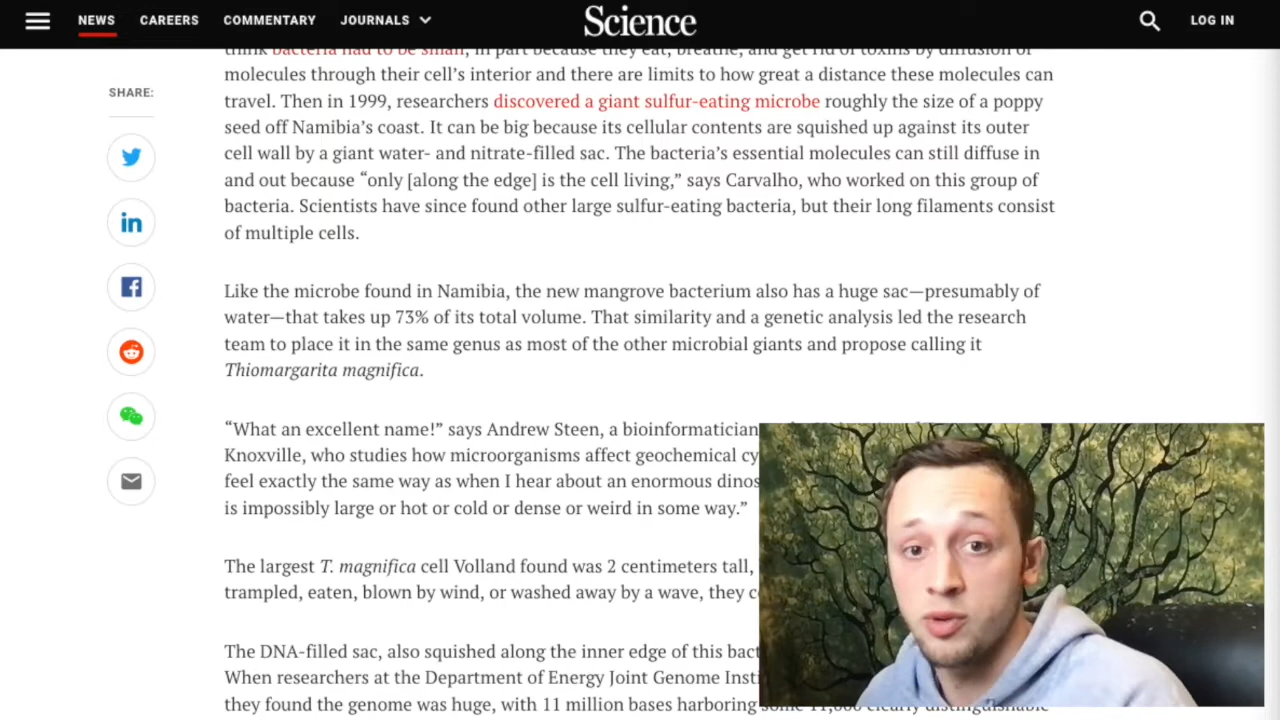 NEWS CAREERS COMMENTARY JOURNALS Science LOG IN
think bacteria had to be small, in part because they eat, breathe, and get rid of toxins by diffusion of
SHARE:
molecules through their cell’s interior and there are limits to how great a distance these molecules can
travel. Then in 1999, researchers discovered a giant sulfur-eating microbe roughly the size of a poppy
seed off Namibia’s coast. It can be big because its cellular contents are squished up against its outer
cell wall by a giant water- and nitrate-filled sac. The bacteria’s essential molecules can still diffuse in
and out because “only [along the edge] is the cell living,” says Carvalho, who worked on this group of
bacteria. Scientists have since found other large sulfur-eating bacteria, but their long filaments consist
of multiple cells.
Like the microbe found in Namibia, the new mangrove bacterium also has a huge sac—presumably of
water—that takes up 73% of its total volume. That similarity and a genetic analysis led the research
team to place it in the same genus as most of the other microbial giants and propose calling it
Thiomargarita magnifica.
“What an excellent name!” says Andrew Steen, a bioinformatician
Knoxville, who studies how microorganisms affect geochemical cy
feel exactly the same way as when I hear about an enormous dinos
is impossibly large or hot or cold or dense or weird in some way.”
The largest T. magnifica cell Volland found was 2 centimeters tall,
trampled, eaten, blown by wind, or washed away by a wave, they c
The DNA-filled sac, also squished along the inner edge of this bact
When researchers at the Department of Energy Joint Genome Insti
they found the genome was huge, with 11 million bases harboring some 11,000 clearly distinguishable